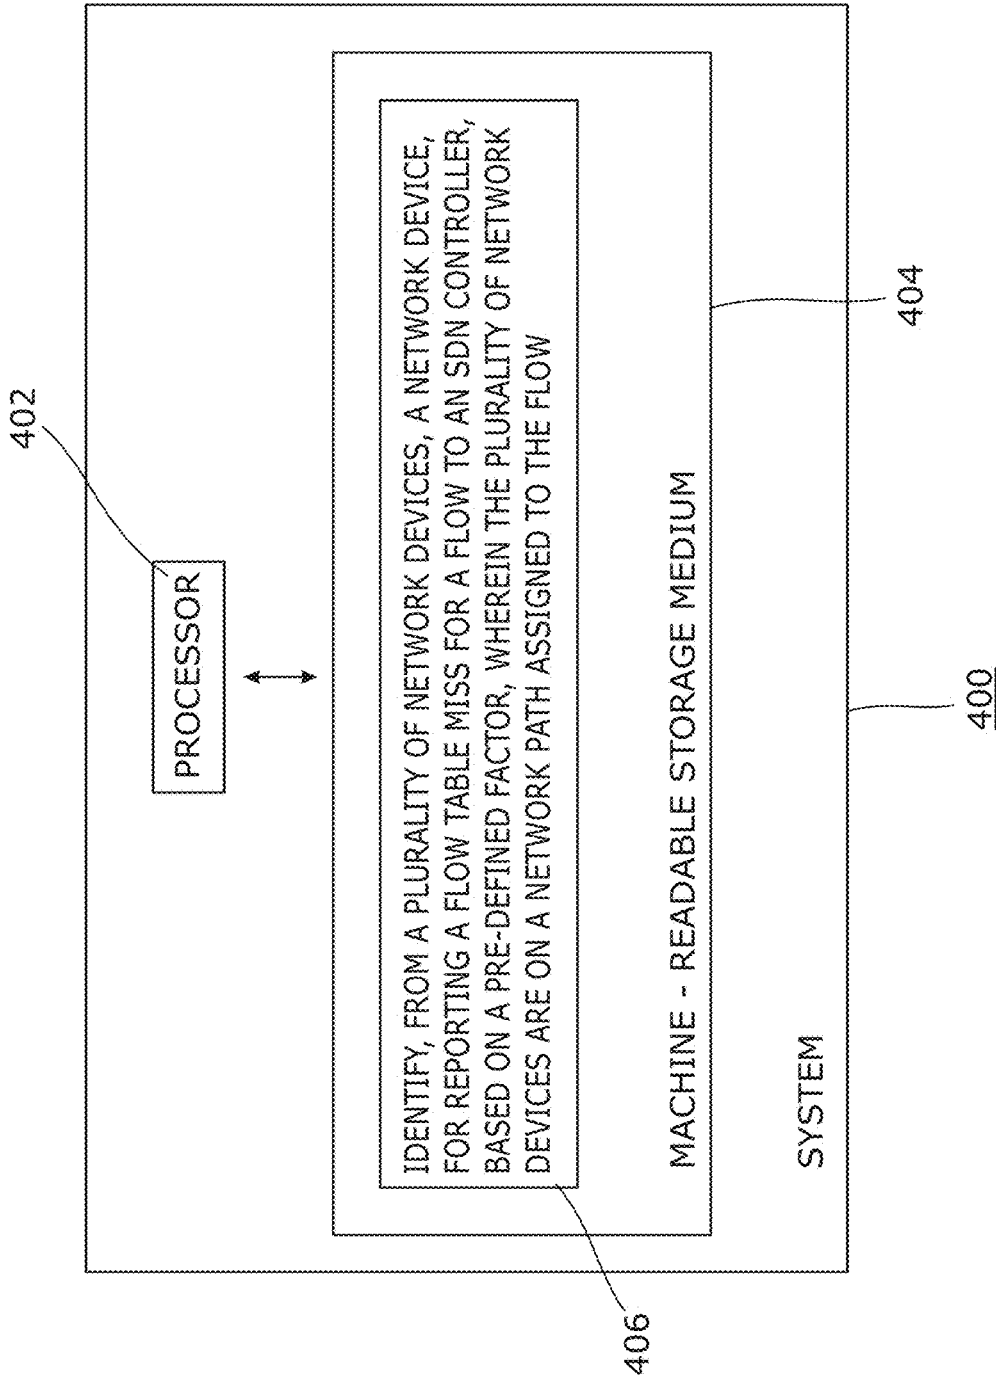 402
PROCESSOR
IDENTIFY, FROM A PLURALITY OF NETWORK DEVICES, A NETWORK DEVICE,
FOR REPORTING A FLOW TABLE MISS FOR A FLOW TO AN SDN CONTROLLER,
BASED ON A PRE-DEFINED FACTOR, WHEREIN THE PLURALITY OF NETWORK
DEVICES ARE ON A NETWORK PATH ASSIGNED TO THE FLOW
406
MACHINE - READABLE STORAGE MEDIUM
404
SYSTEM
400